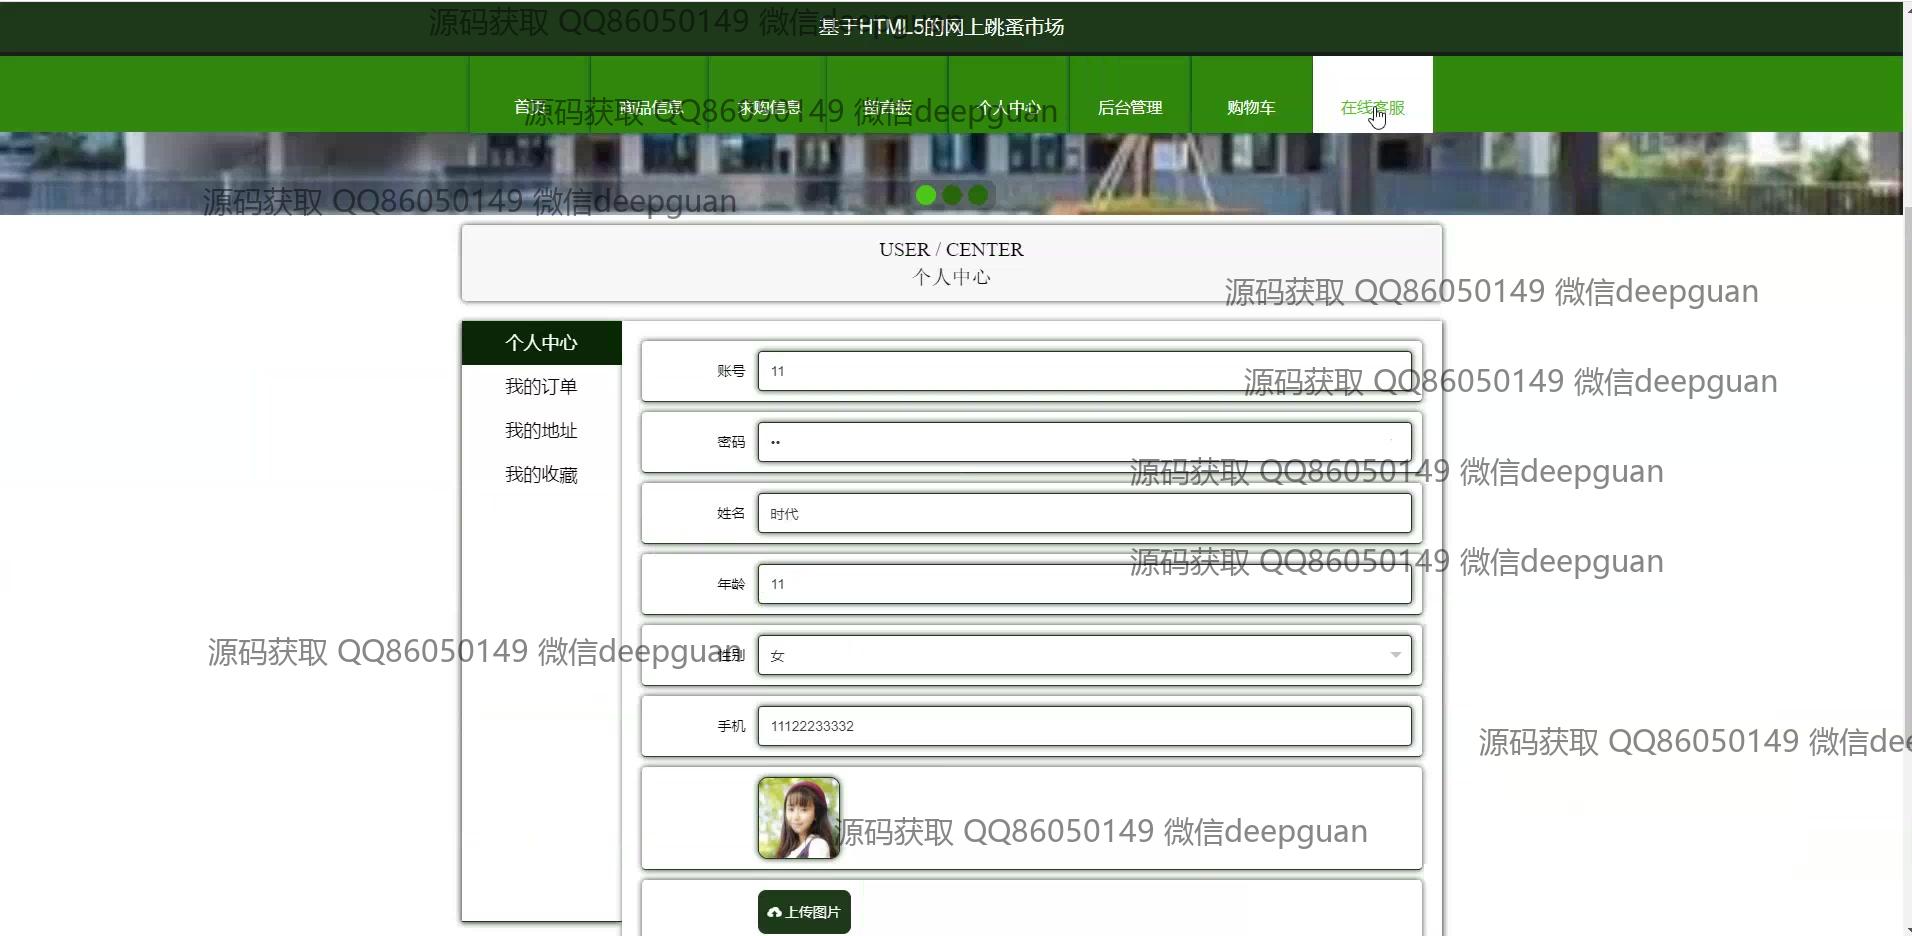 源码获取 QQ86050149 微信deepguan
基于HTML5的网上跳蚤市场
首页 商品信息 求购信息 留言板 个人中心 后台管理 购物车 在线客服
源码获取 QQ86050149 微信deepguan
源码获取 QQ86050149 微信deepguan
USER / CENTER
个人中心
源码获取 QQ86050149 微信deepguan
个人中心
我的订单
我的地址
我的收藏
账号 11
源码获取 QQ86050149 微信deepguan
密码 ••
源码获取 QQ86050149 微信deepguan
姓名 时代
源码获取 QQ86050149 微信deepguan
年龄 11
源码获取 QQ86050149 微信deepguan
性别 女
手机 11122233332
源码获取 QQ86050149 微信dee
源码获取 QQ86050149 微信deepguan
上传图片